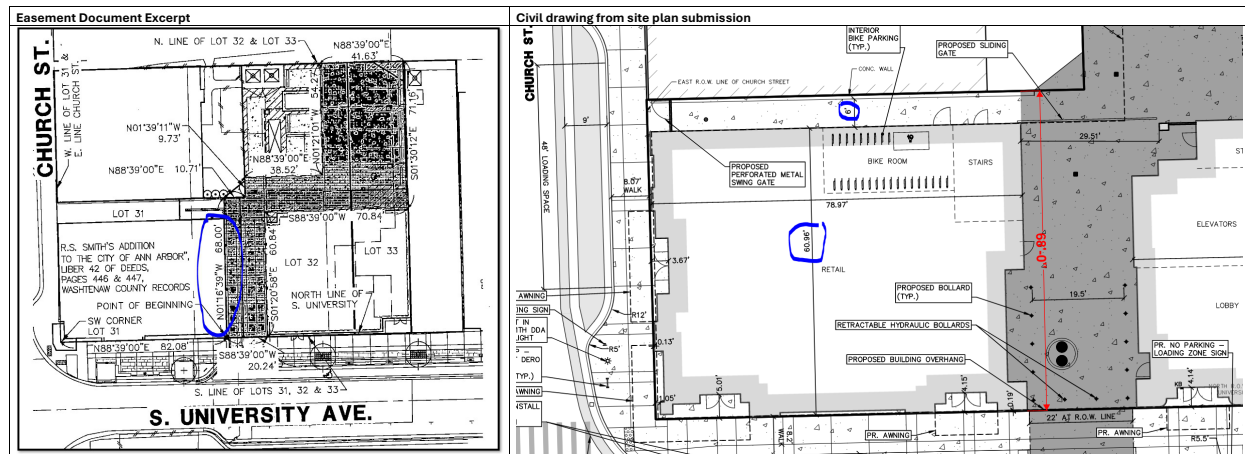 Easement Document Excerpt
CHURCH ST.
W. LINE OF LOT 31 &
E. LINE CHURCH ST.
N. LINE OF LOT 32 & LOT 33
N88°39'00"E
41.63'
N01°21'01"W 54.27'
71.16'
S01°30'12"E
N01°39'11"W
9.73'
N88°39'00"E
38.52'
N88°39'00"E 10.71'
S88°39'00"W 70.84'
LOT 31
N01°16'39"W 68.00'
S01°20'58"E 60.84'
LOT 32
LOT 33
R.S. SMITH'S ADDITION
TO THE CITY OF ANN ARBOR",
LIBER 42 OF DEEDS,
PAGES 446 & 447,
WASHTENAW COUNTY RECORDS
POINT OF BEGINNING
NORTH LINE OF
S. UNIVERSITY
SW CORNER
LOT 31
N88°39'00"E 82.08'
S88°39'00"W
20.24'
S. LINE OF LOTS 31, 32 & 33
S. UNIVERSITY AVE.
Civil drawing from site plan submission
CHURCH ST.
INTERIOR
BIKE PARKING
(TYP.)
PROPOSED SLIDING
GATE
CONC. WALL
EAST R.O.W. LINE OF CHURCH STREET
6'
9'
29.51'
48' LOADING SPACE
PROPOSED
PERFORATED METAL
SWING GATE
BIKE ROOM
STAIRS
8.07'
WALK
78.97'
ELEVATORS
60.96'
68'-0"
RETAIL
3.67'
PROPOSED BOLLARD
(TYP.)
19.5'
LOBBY
AWNING
R12'
RETRACTABLE HYDRAULIC BOLLARDS
R5'
0.13'
PROPOSED BUILDING OVERHANG
PR. NO PARKING –
LOADING ZONE SIGN
1.05'
5.01'
4.15'
0.19'
4.14'
22' AT R.O.W. LINE
WALK
18.2'
PR. AWNING
PR. AWNING
R5.5'